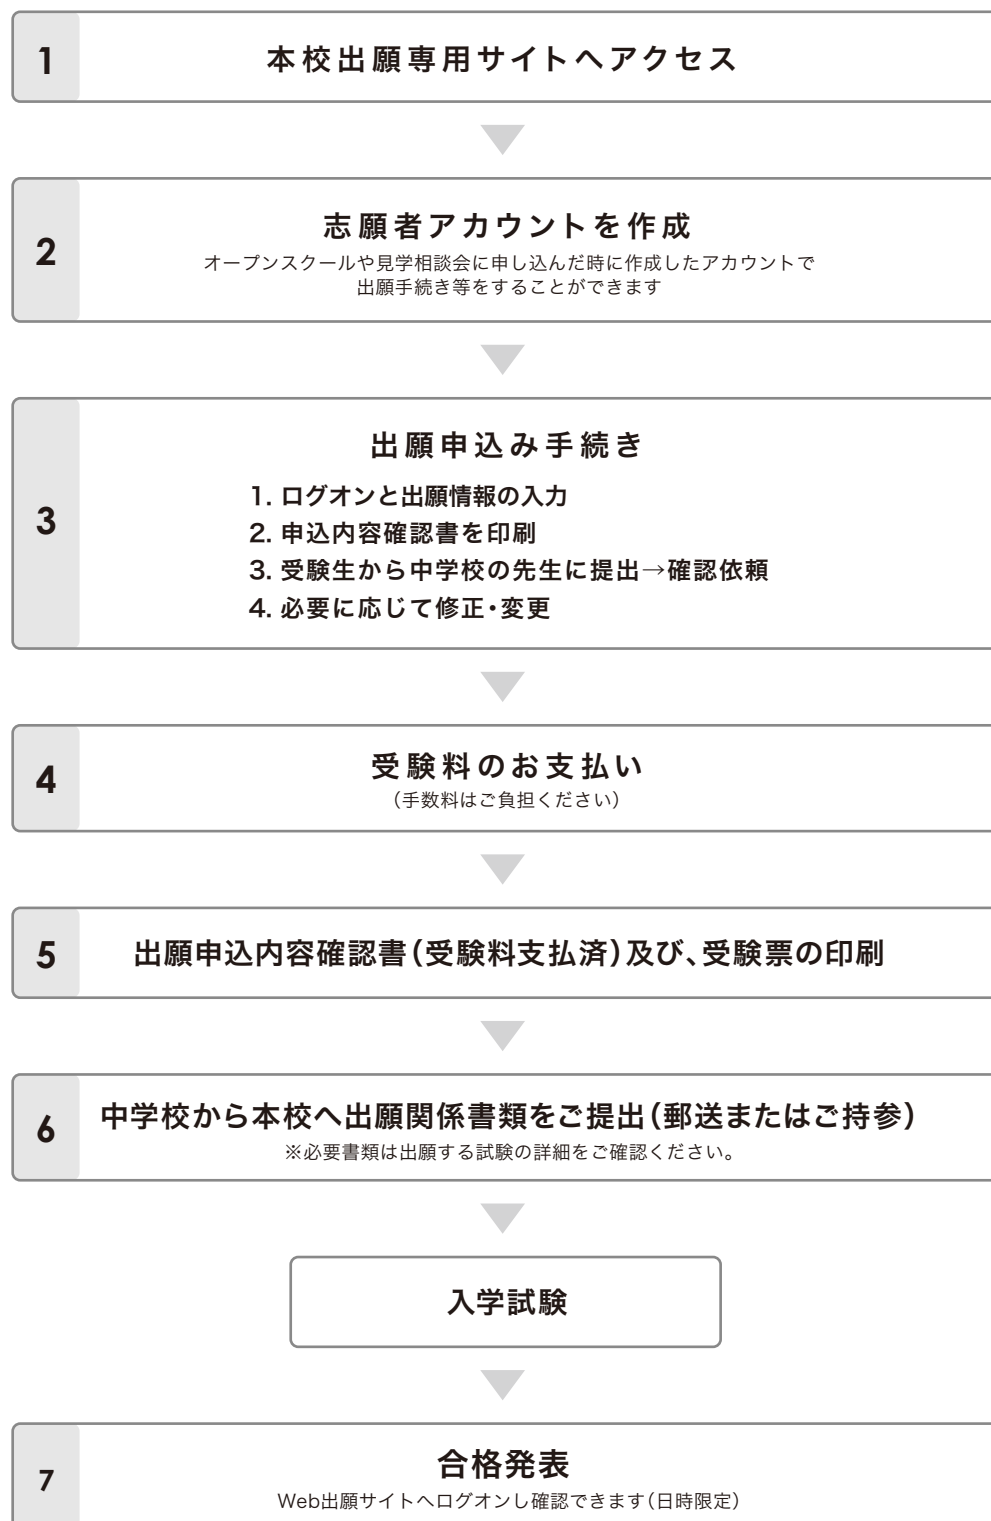 1
本校出願専用サイトへアクセス
2
志願者アカウントを作成
オープンスクールや見学相談会に申し込んだ時に作成したアカウントで
出願手続き等をすることができます
3
出願申込み手続き
1. ログオンと出願情報の入力
2. 申込内容確認書を印刷
3. 受験生から中学校の先生に提出→確認依頼
4. 必要に応じて修正・変更
4
受験料のお支払い
（手数料はご負担ください）
5
出願申込内容確認書（受験料支払済）及び、受験票の印刷
6
中学校から本校へ出願関係書類をご提出（郵送またはご持参）
※必要書類は出願する試験の詳細をご確認ください。
入学試験
7
合格発表
Web出願サイトへログオンし確認できます（日時限定）